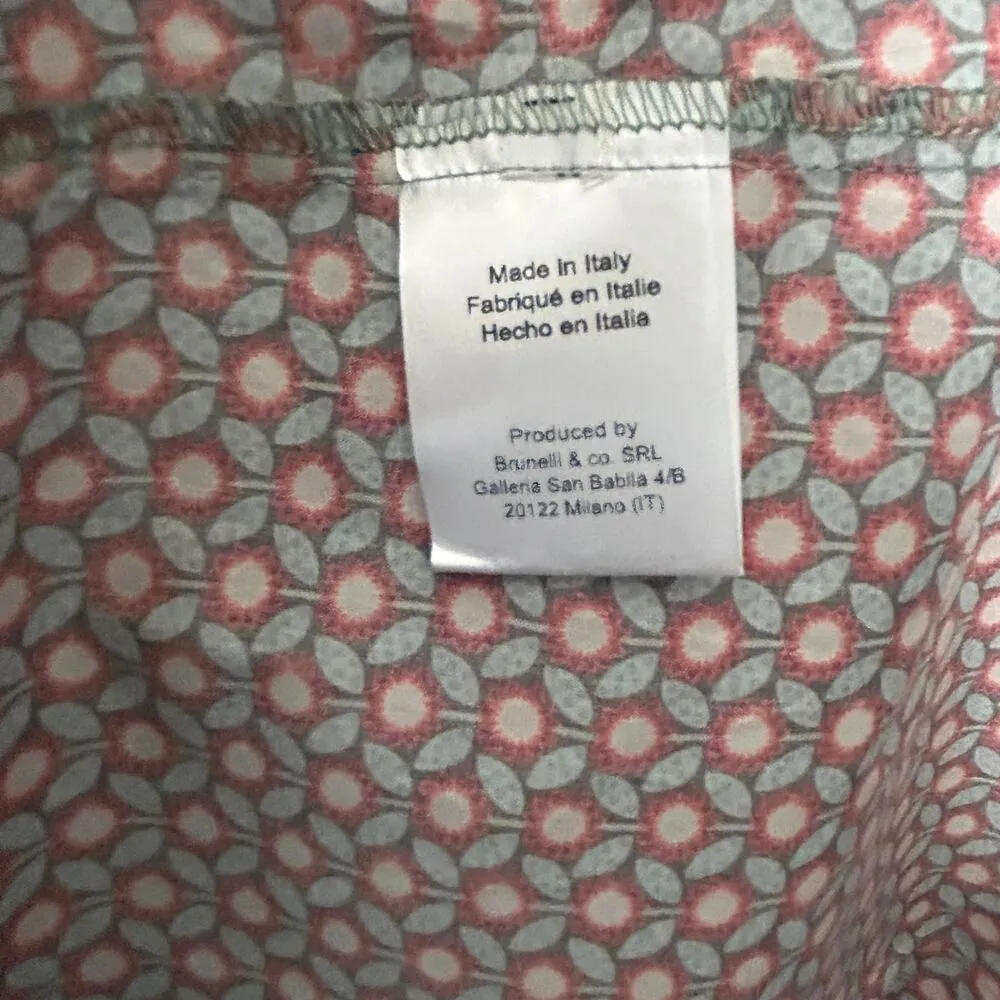 Made in Italy
Fabriqué en Italie
Hecho en Italia
Produced by
Brunelli & co. SRL
Galleria San Babila 4/B
20122 Milano (IT)